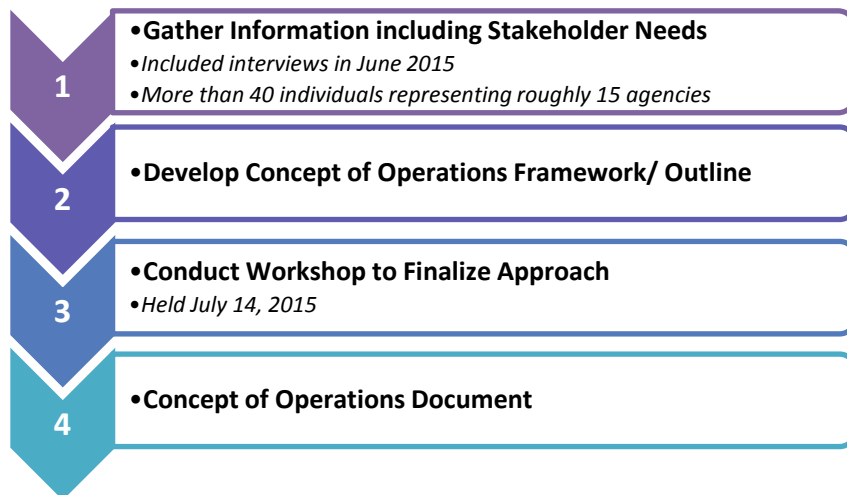 1
•Gather Information including Stakeholder Needs
•Included interviews in June 2015
•More than 40 individuals representing roughly 15 agencies
2
•Develop Concept of Operations Framework/ Outline
3
•Conduct Workshop to Finalize Approach
•Held July 14, 2015
4
•Concept of Operations Document